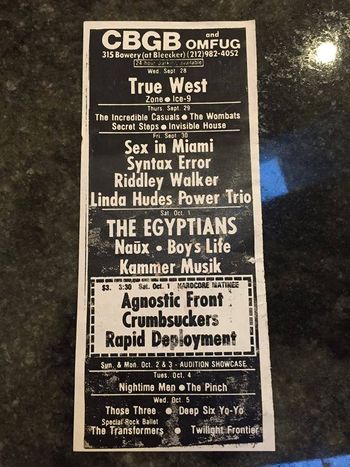 CBGB and OMFUG
315 Bowery (at Bleecker) (212) 982-4052
24 hour parking available
Wed. Sept 28
True West
Zone • Ice-9
Thurs. Sept. 29
The Incredible Casuals • The Wombats
Secret Steps • Invisible House
Fri. Sept 30
Sex in Miami
Syntax Error
Riddley Walker
Linda Hudes Power Trio
Sat. Oct. 1
THE EGYPTIANS
Naüx • Boy's Life
Kammer Musik
$3. 3:30 Sat. Oct. 1 HARDCORE MATINEE
Agnostic Front
Crumbsuckers
Rapid Deployment
Sun. & Mon. Oct. 2 & 3 - AUDITION SHOWCASE
Tues. Oct. 4
Nightime Men • The Pinch
Wed. Oct. 5
Those Three • Deep Six Yo-Yo
Special Rock Ballet
The Transformers • Twilight Frontier